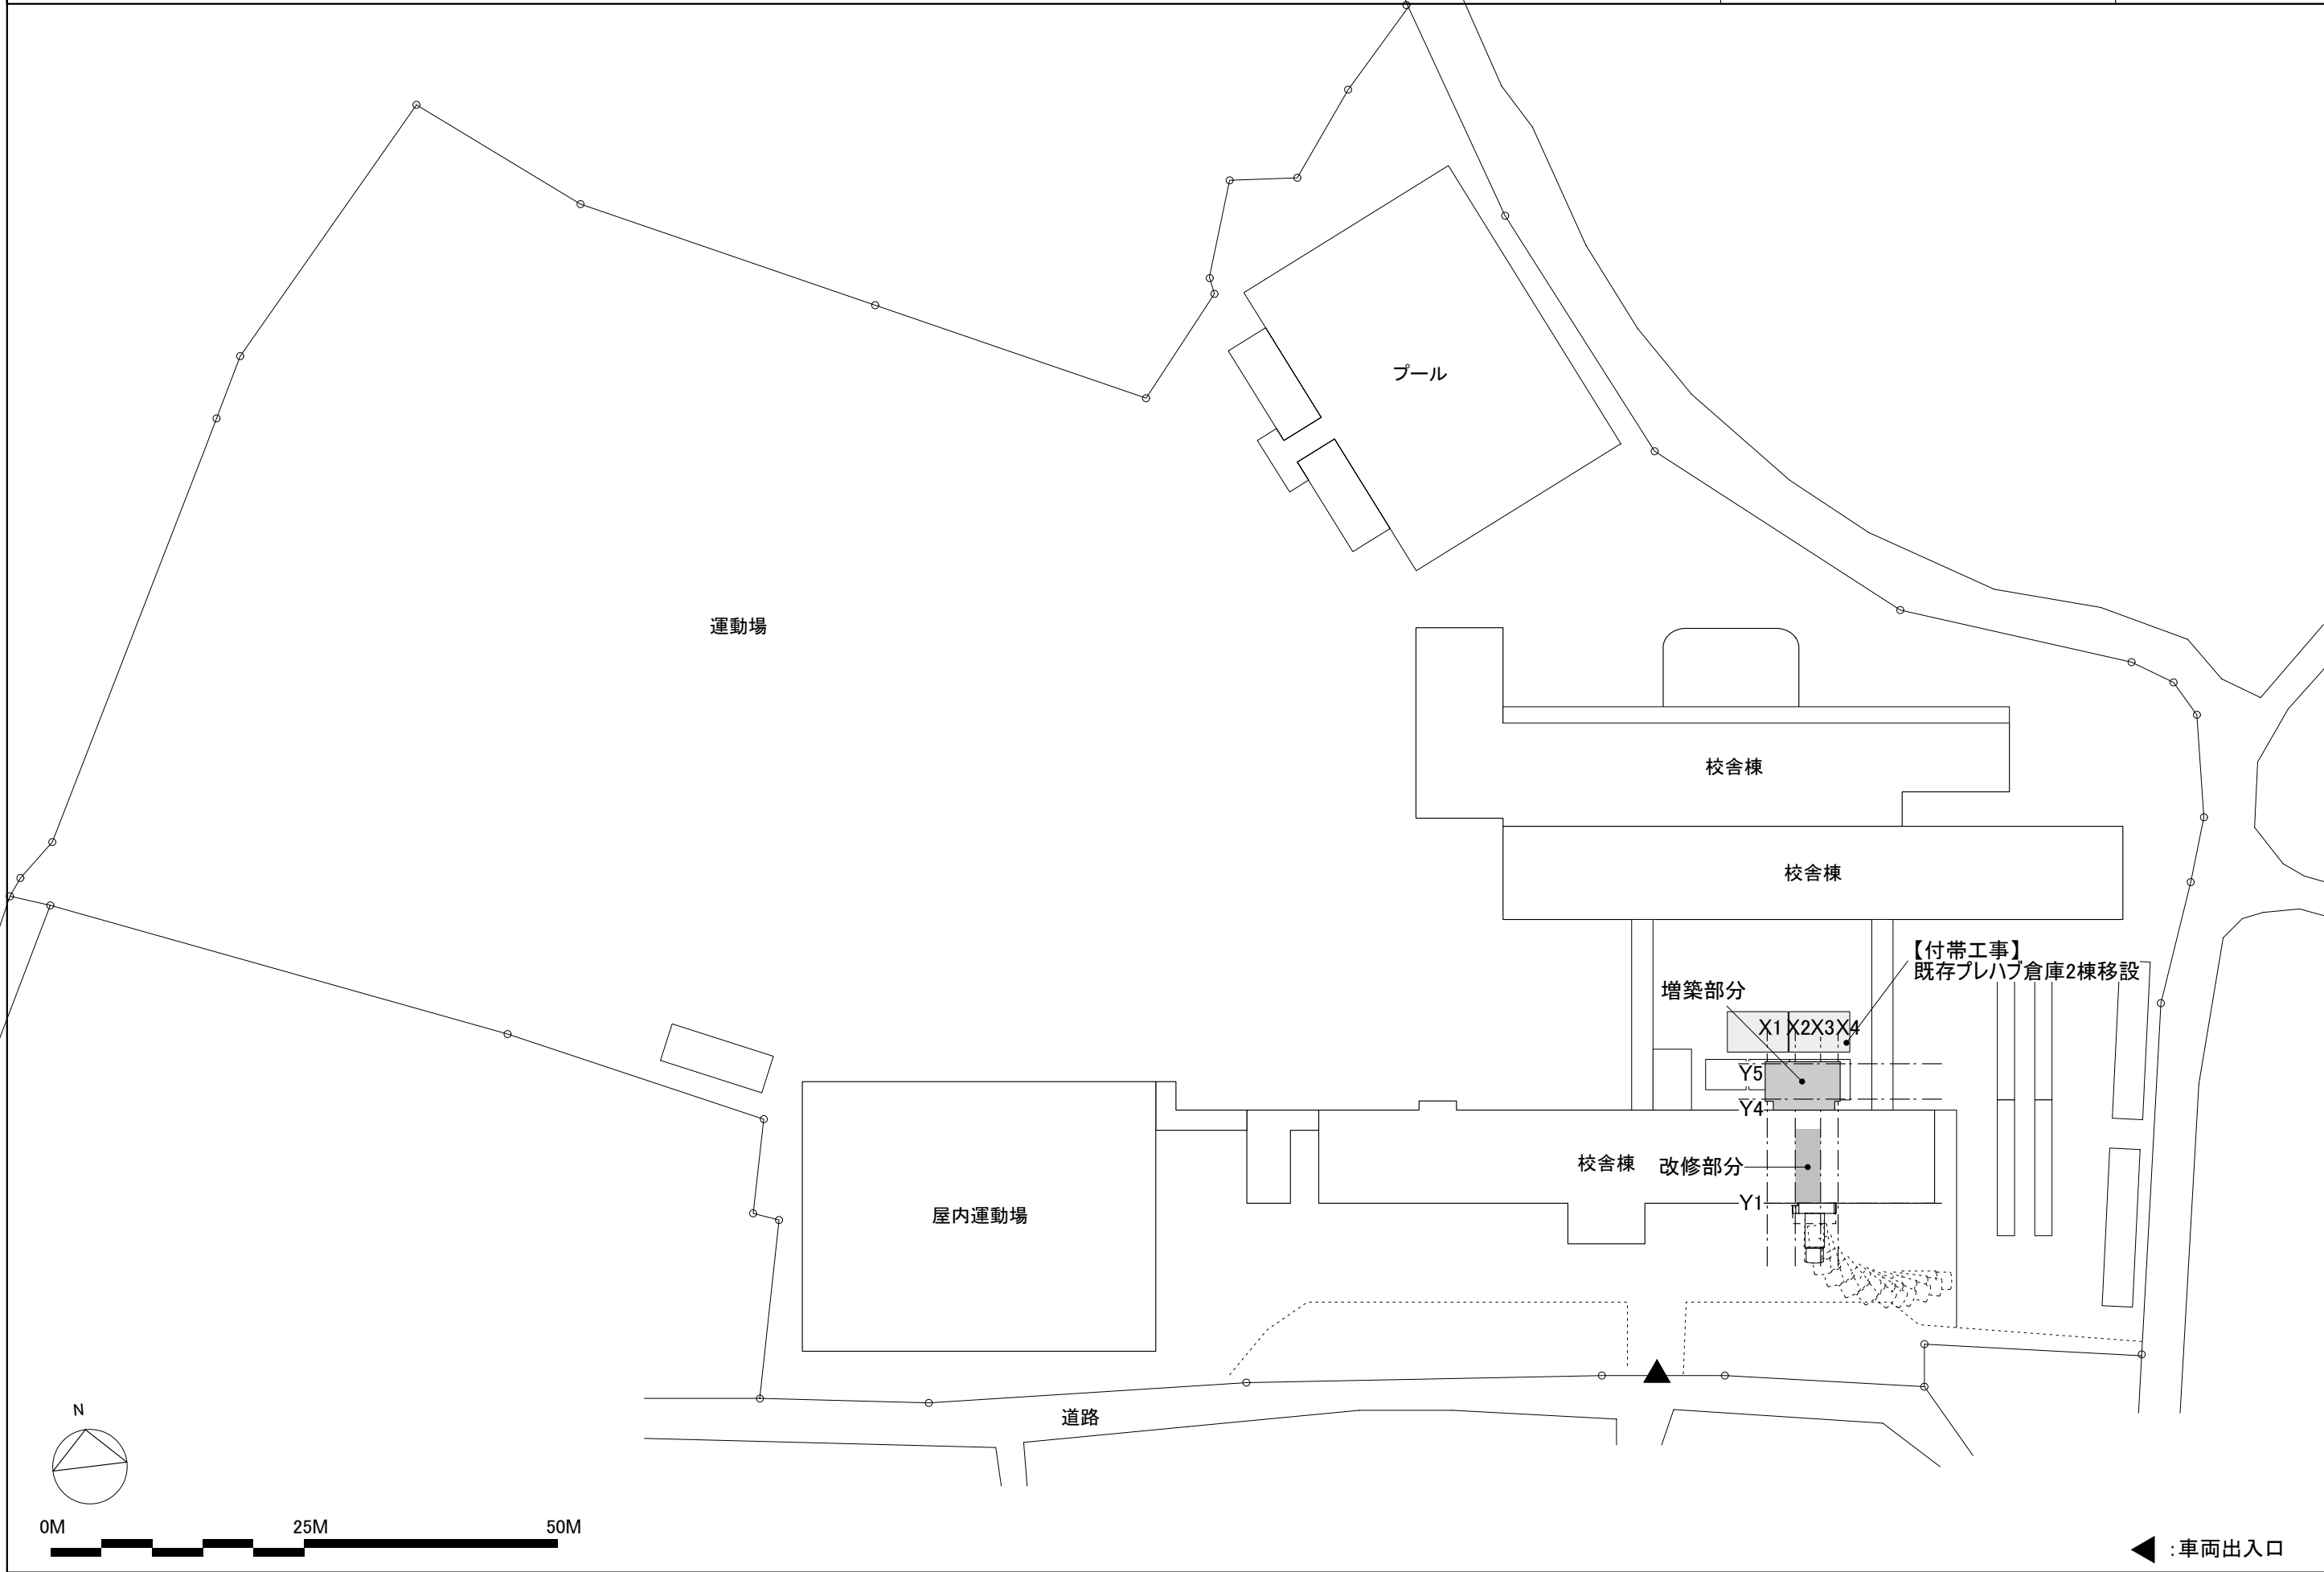 プール
運動場
校舎棟
校舎棟
【付帯工事】
既存プレハブ倉庫2棟移設
増築部分
X1 X2 X3 X4
Y5
Y4
校舎棟
改修部分
Y1
屋内運動場
道路
N
0M 25M 50M
:車両出入口